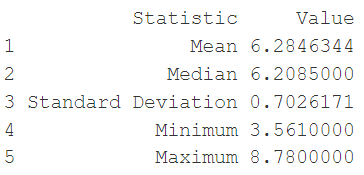 Statistic Value
1 Mean 6.2846344
2 Median 6.2085000
3 Standard Deviation 0.7026171
4 Minimum 3.5610000
5 Maximum 8.7800000